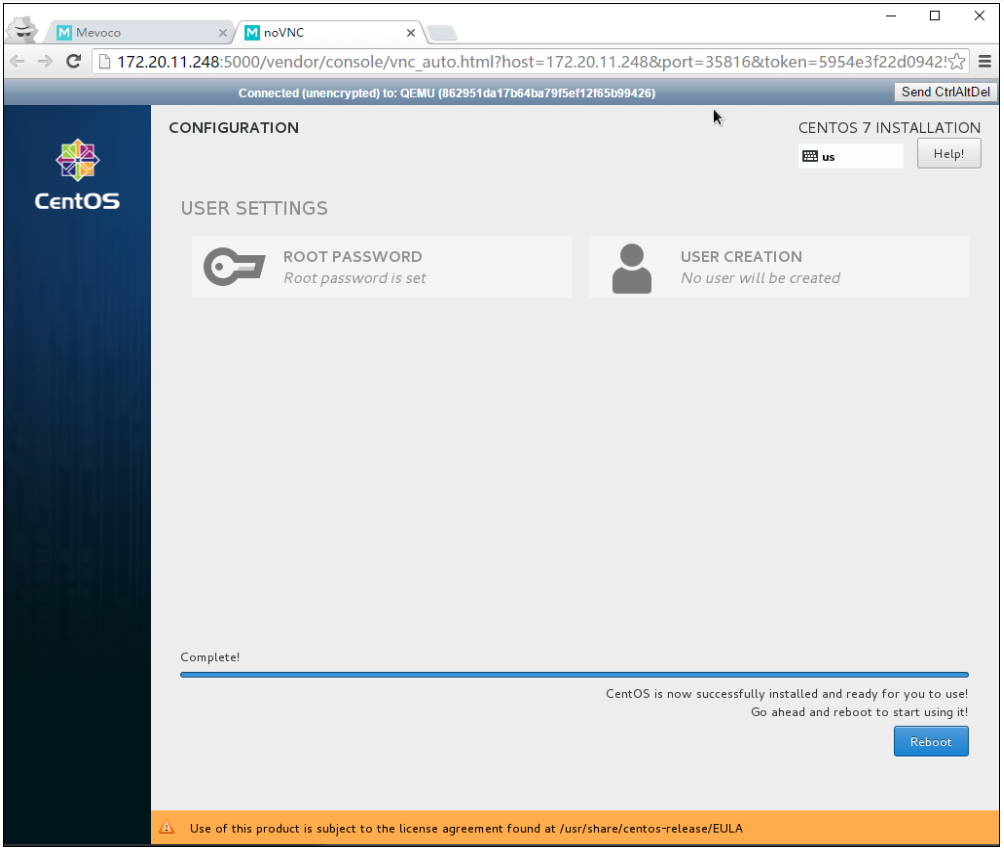 Mevoco
noVNC
172.20.11.248:5000/vendor/console/vnc_auto.html?host=172.20.11.248&port=35816&token=5954e3f22d0942!
Connected (unencrypted) to: QEMU (862951da17b64ba79f5ef12f65b99426)
Send CtrlAltDel
CentOS
CONFIGURATION
CENTOS 7 INSTALLATION
us
Help!
USER SETTINGS
ROOT PASSWORD
Root password is set
USER CREATION
No user will be created
Complete!
CentOS is now successfully installed and ready for you to use!
Go ahead and reboot to start using it!
Reboot
Use of this product is subject to the license agreement found at /usr/share/centos-release/EULA